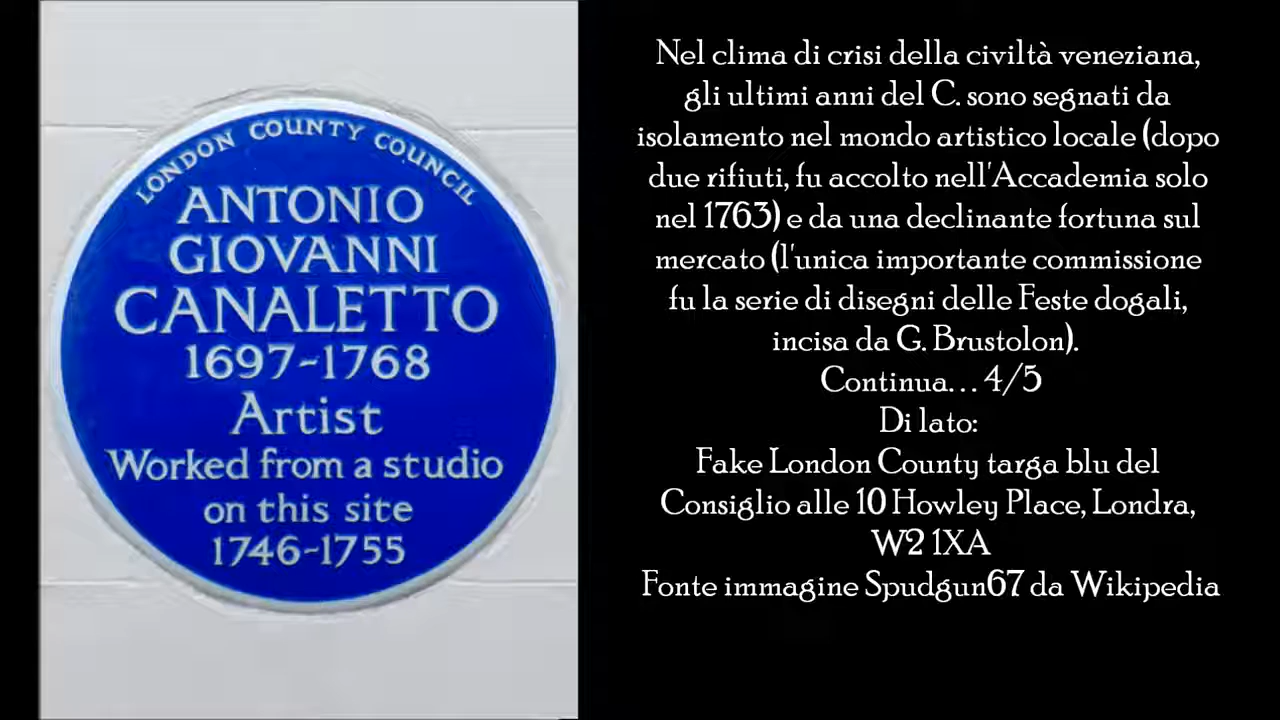 LONDON COUNTY COUNCIL
ANTONIO
GIOVANNI
CANALETTO
1697-1768
Artist
Worked from a studio
on this site
1746-1755
Nel clima di crisi della civiltà veneziana,
gli ultimi anni del C. sono segnati da
isolamento nel mondo artistico locale (dopo
due rifiuti, fu accolto nell'Accademia solo
nel 1763) e da una declinante fortuna sul
mercato (l'unica importante commissione
fu la serie di disegni delle Feste dogali,
incisa da G. Brustolon).
Continua... 4/5
Di lato:
Fake London County targa blu del
Consiglio alle 10 Howley Place, Londra,
W2 1XA
Fonte immagine Spudgun67 da Wikipedia